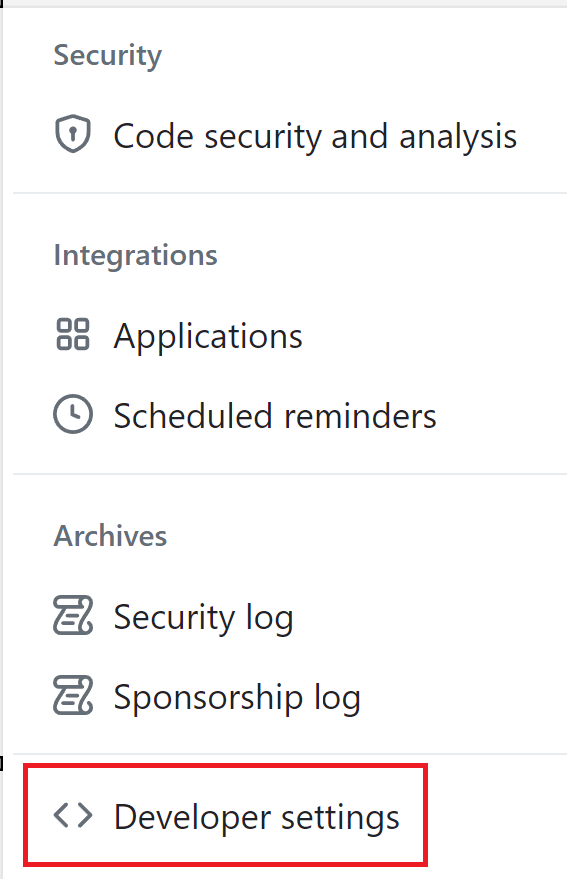 Security
Code security and analysis
Integrations
Applications
Scheduled reminders
Archives
Security log
Sponsorship log
Developer settings